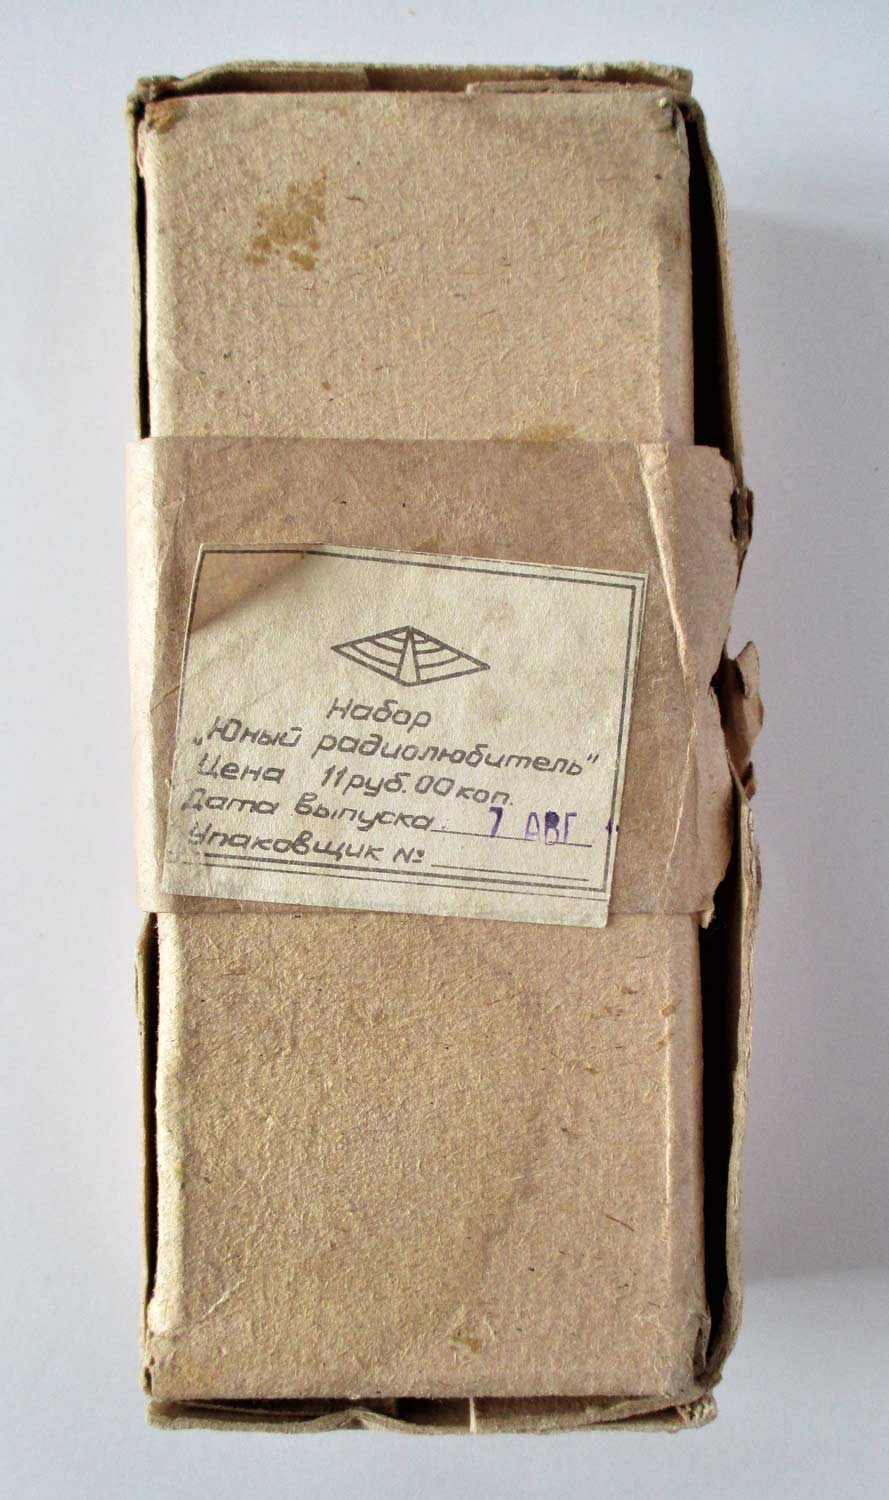 Набор
„Юный радиолюбитель"
Цена 11 руб. 00 коп.
Дата выпуска 7 АВГ
Упаковщик №